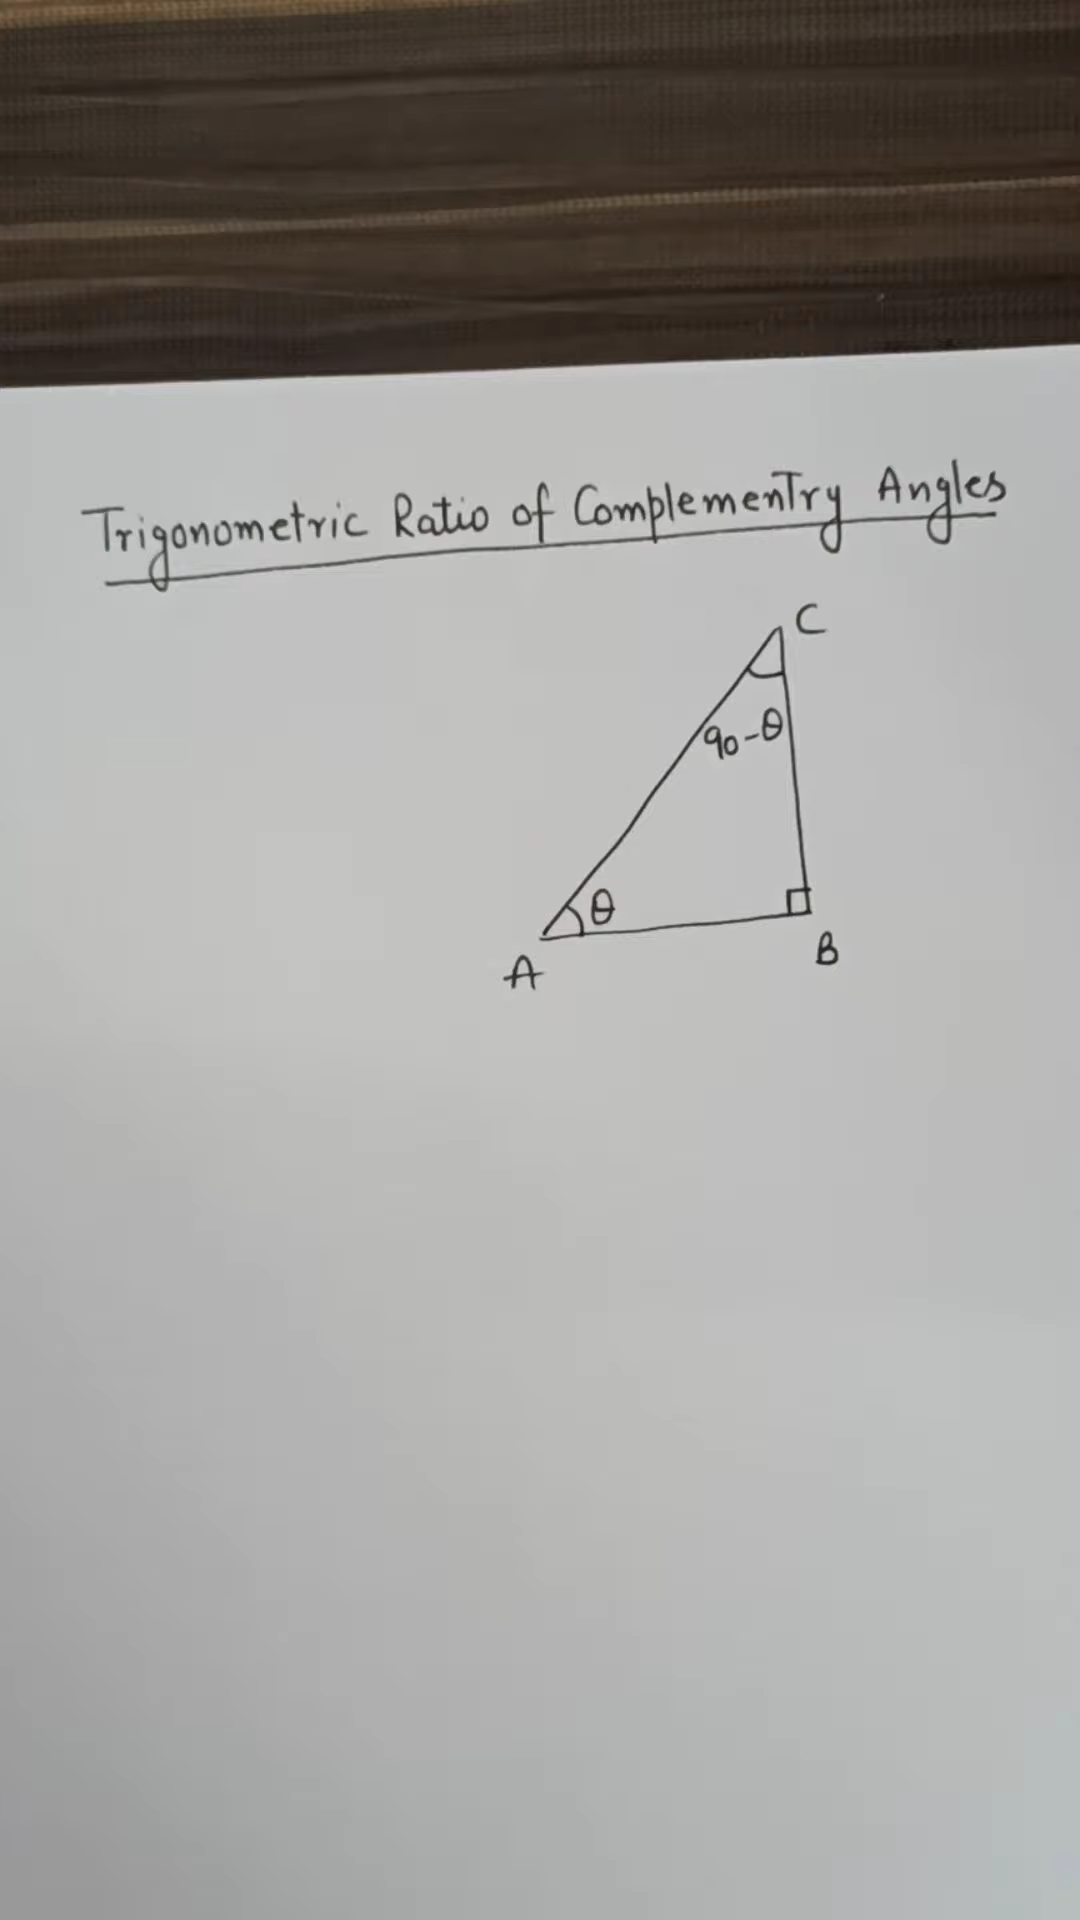 Trigonometric Ratio of Complementry Angles
C
90-θ
θ
A
B